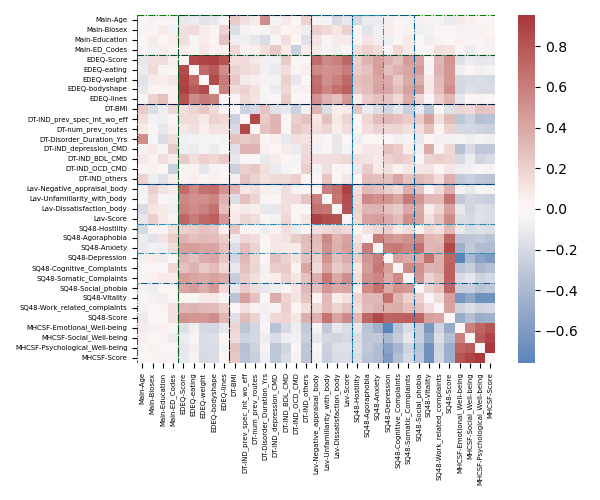 Main-Age
Main-Biosex
Main-Education
Main-ED_Codes
EDEQ-Score
EDEQ-eating
EDEQ-weight
EDEQ-bodyshape
EDEQ-lines
DT-BMI
DT-IND_prev_spec_int_wo_eff
DT-num_prev_routes
DT-Disorder_Duration_Yrs
DT-IND_depression_CMD
DT-IND_BDL_CMD
DT-IND_OCD_CMD
DT-IND_others
Lav-Negative_appraisal_body
Lav-Unfamiliarity_with_body
Lav-Dissatisfaction_body
Lav-Score
SQ48-Hostility
SQ48-Agoraphobia
SQ48-Anxiety
SQ48-Depression
SQ48-Cognitive_Complaints
SQ48-Somatic_Complaints
SQ48-Social_phobia
SQ48-Vitality
SQ48-Work_related_complaints
SQ48-Score
MHCSF-Emotional_Well-being
MHCSF-Social_Well-being
MHCSF-Psychological_Well-being
MHCSF-Score
Main-Age
Main-Biosex
Main-Education
Main-ED_Codes
EDEQ-Score
EDEQ-eating
EDEQ-weight
EDEQ-bodyshape
EDEQ-lines
DT-BMI
DT-IND_prev_spec_int_wo_eff
DT-num_prev_routes
DT-Disorder_Duration_Yrs
DT-IND_depression_CMD
DT-IND_BDL_CMD
DT-IND_OCD_CMD
DT-IND_others
Lav-Negative_appraisal_body
Lav-Unfamiliarity_with_body
Lav-Dissatisfaction_body
Lav-Score
SQ48-Hostility
SQ48-Agoraphobia
SQ48-Anxiety
SQ48-Depression
SQ48-Cognitive_Complaints
SQ48-Somatic_Complaints
SQ48-Social_phobia
SQ48-Vitality
SQ48-Work_related_complaints
SQ48-Score
MHCSF-Emotional_Well-being
MHCSF-Social_Well-being
MHCSF-Psychological_Well-being
MHCSF-Score
0.8
0.6
0.4
0.2
0.0
−0.2
−0.4
−0.6